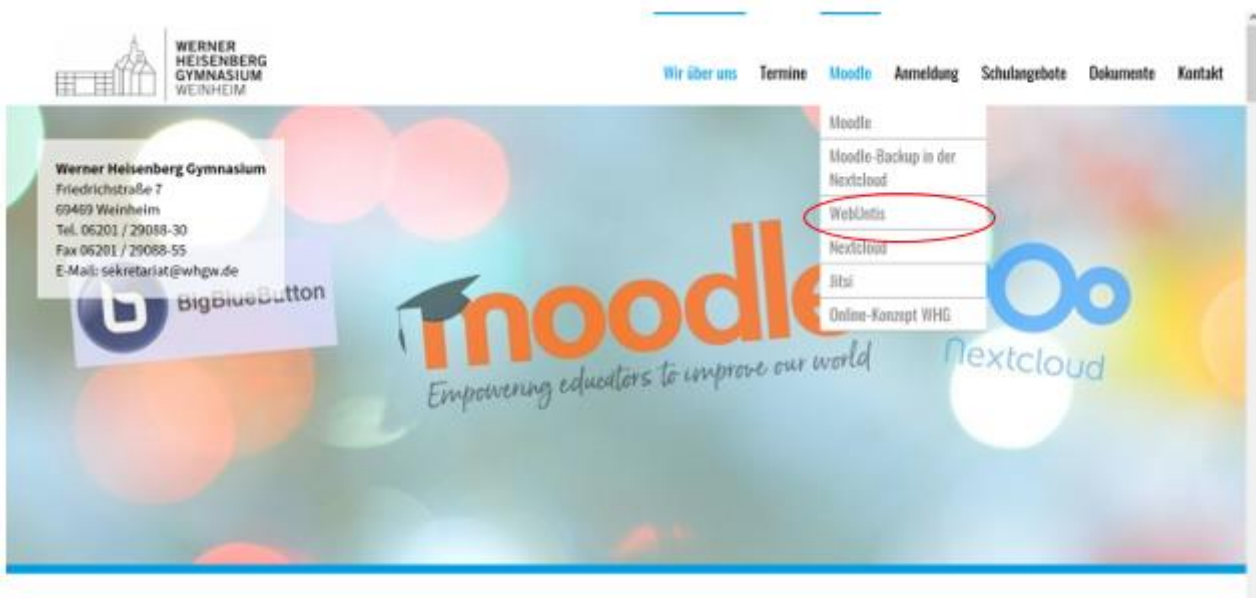 WERNER
HEISENBERG
GYMNASIUM
WEINHEIM
Wir über uns Termine Moodle Anmeldung Schulangebote Dokumente Kontakt
Moodle
Moodle-Backup in der
Nextcloud
WebUntis
Nextcloud
Jitsi
Online-Konzept WHG
Werner Heisenberg Gymnasium
Friedrichstraße 7
69469 Weinheim
Tel. 06201 / 29088-30
Fax 06201 / 29088-55
E-Mail: sekretariat@whgw.de
BigBlueButton
moodle
Empowering educators to improve our world
Nextcloud